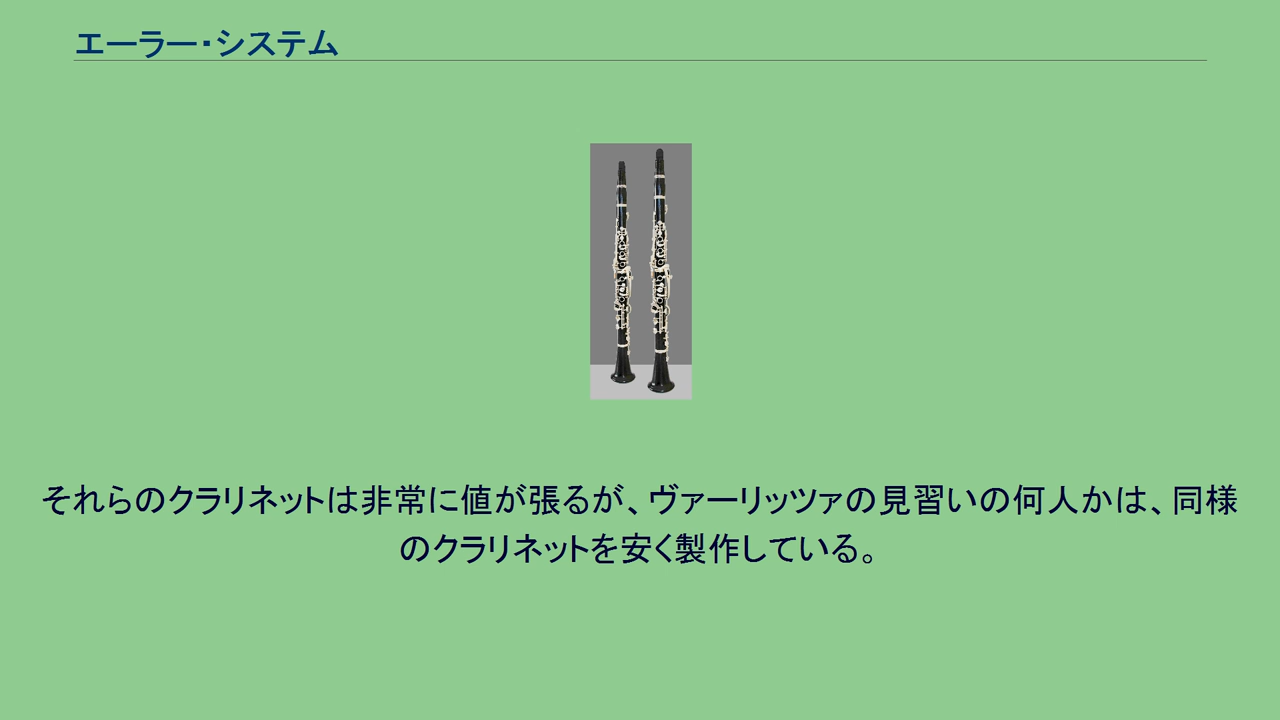 エーラー・システム
それらのクラリネットは非常に値が張るが、ヴァーリッツァの見習いの何人かは、同様
のクラリネットを安く製作している。